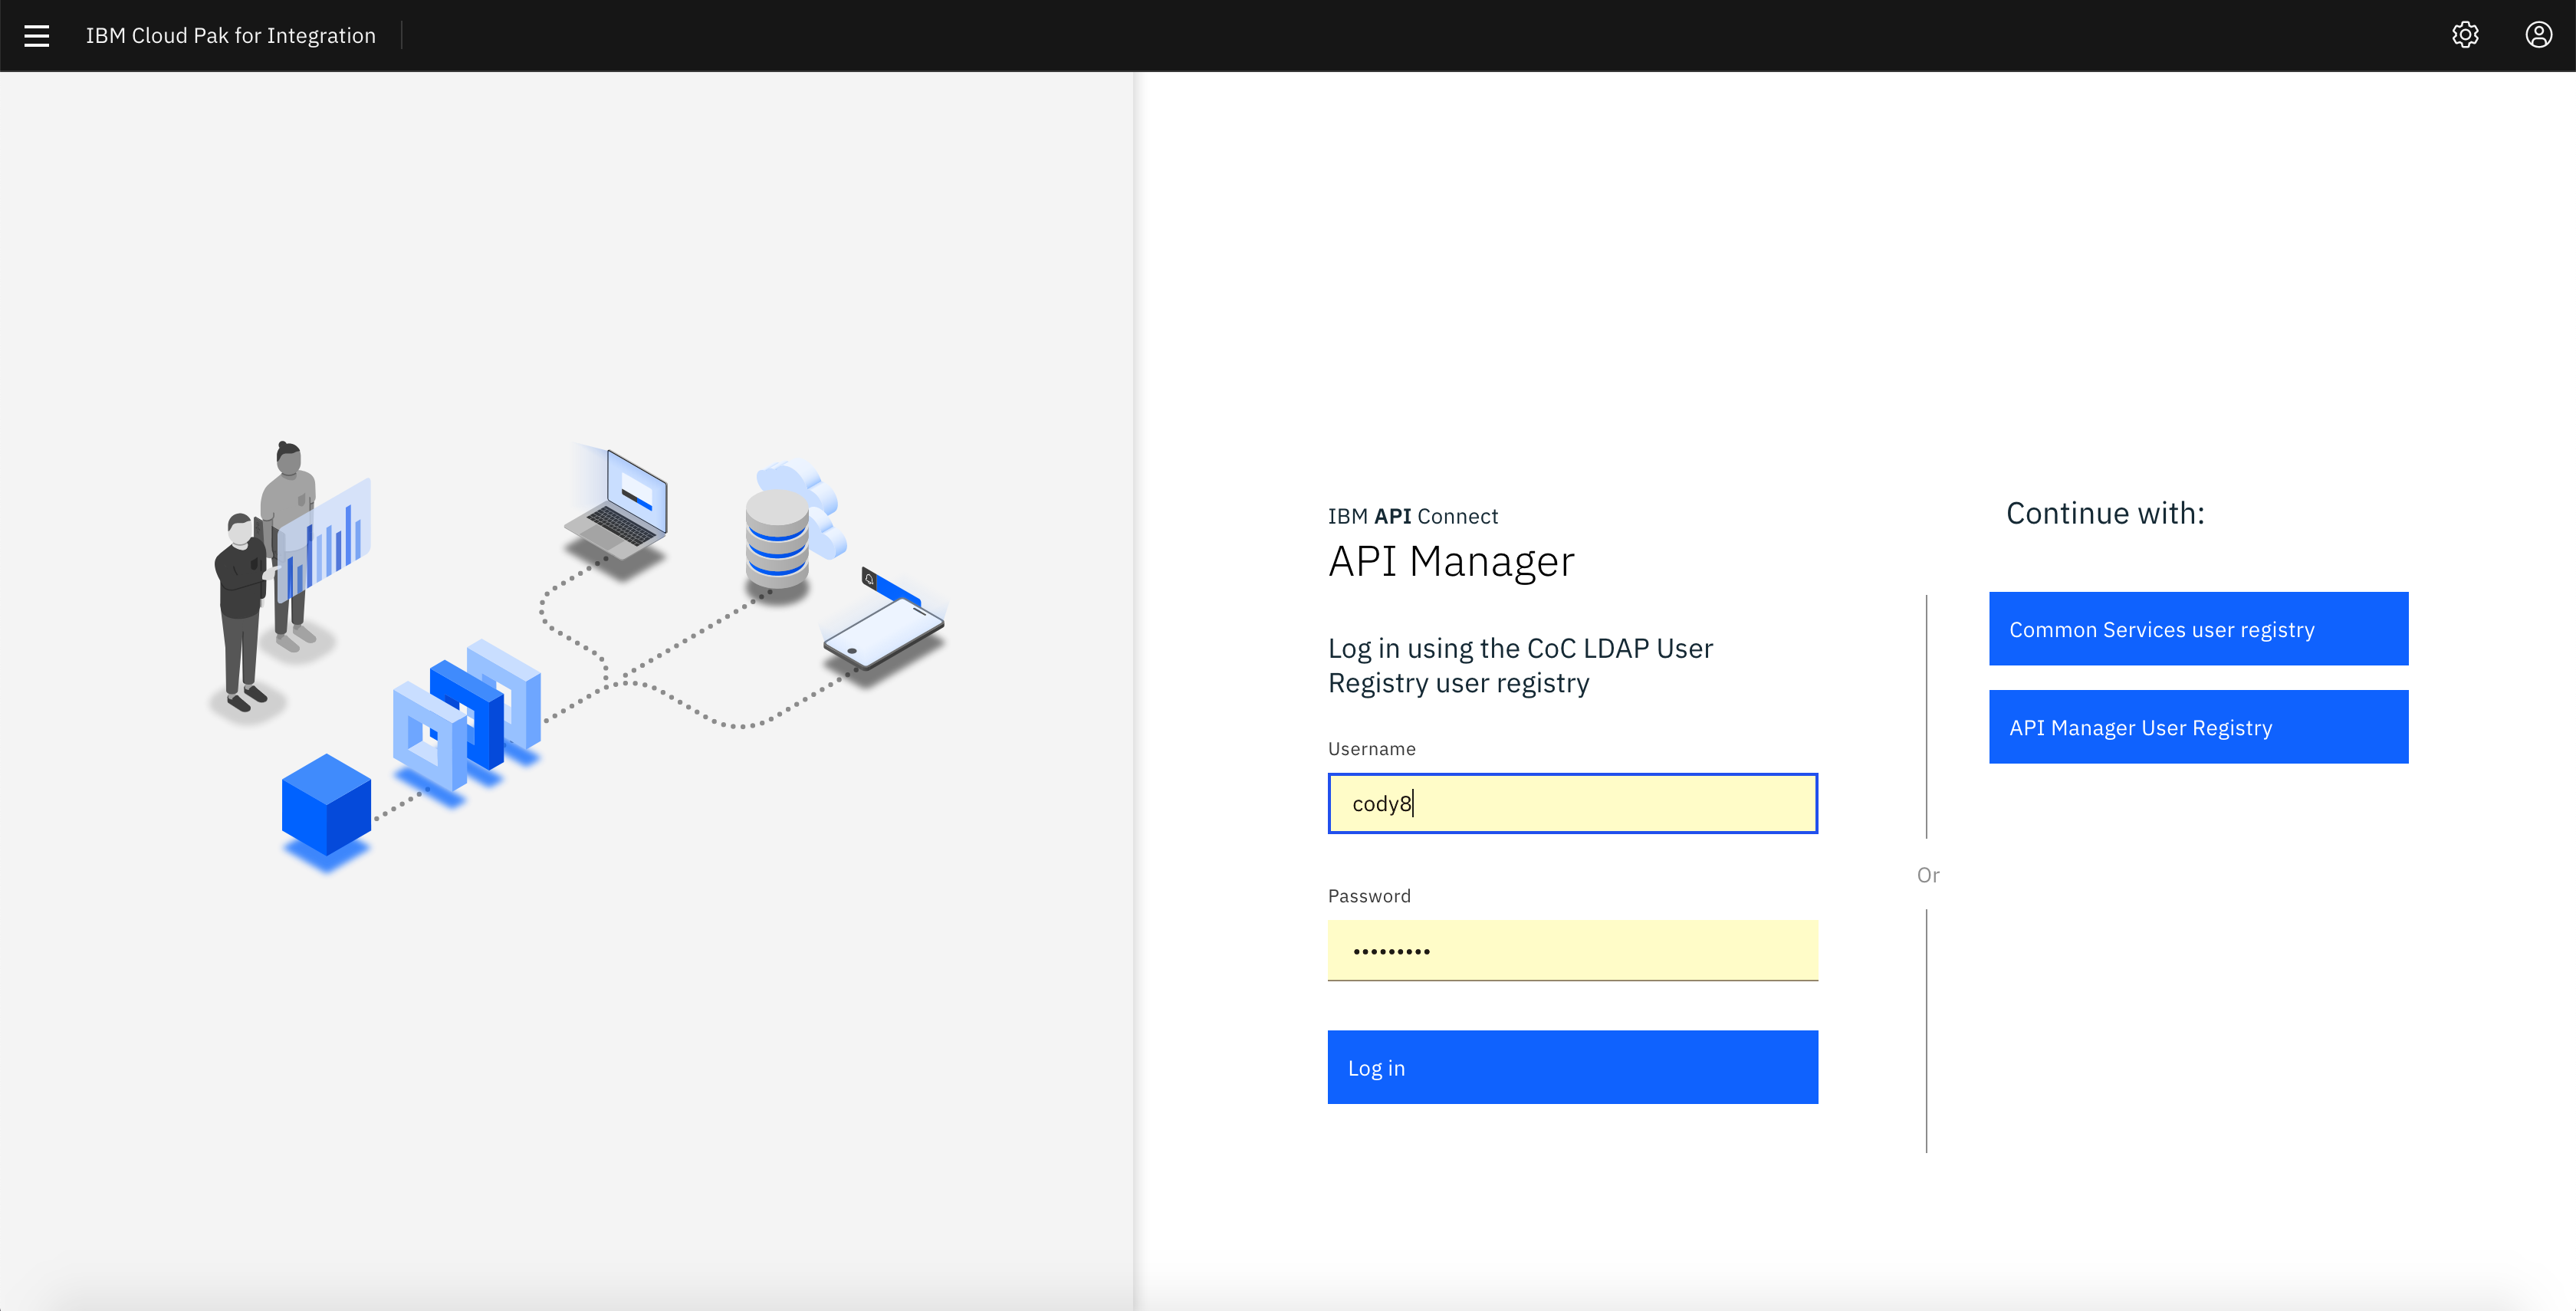 IBM Cloud Pak for Integration
IBM API Connect
API Manager
Log in using the CoC LDAP User
Registry user registry
Username
cody8
Password
•••••••••
Log in
Or
Continue with:
Common Services user registry
API Manager User Registry